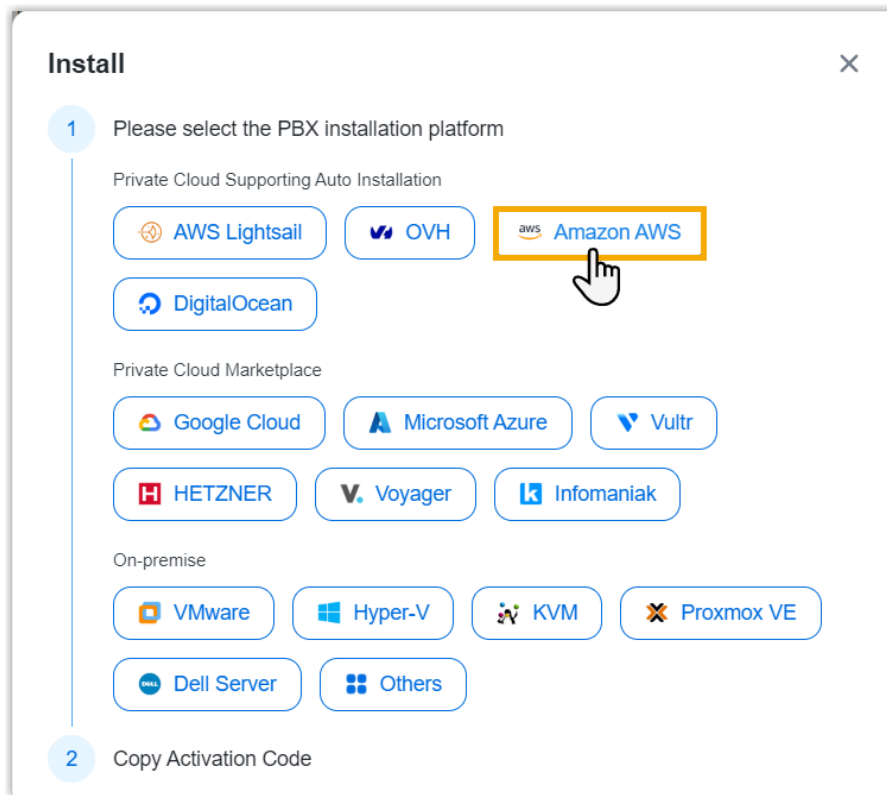 Install
1 Please select the PBX installation platform
Private Cloud Supporting Auto Installation
AWS Lightsail OVH aws Amazon AWS
DigitalOcean
Private Cloud Marketplace
Google Cloud Microsoft Azure Vultr
H HETZNER V. Voyager k Infomaniak
On-premise
VMware Hyper-V KVM Proxmox VE
DELL Dell Server Others
2 Copy Activation Code